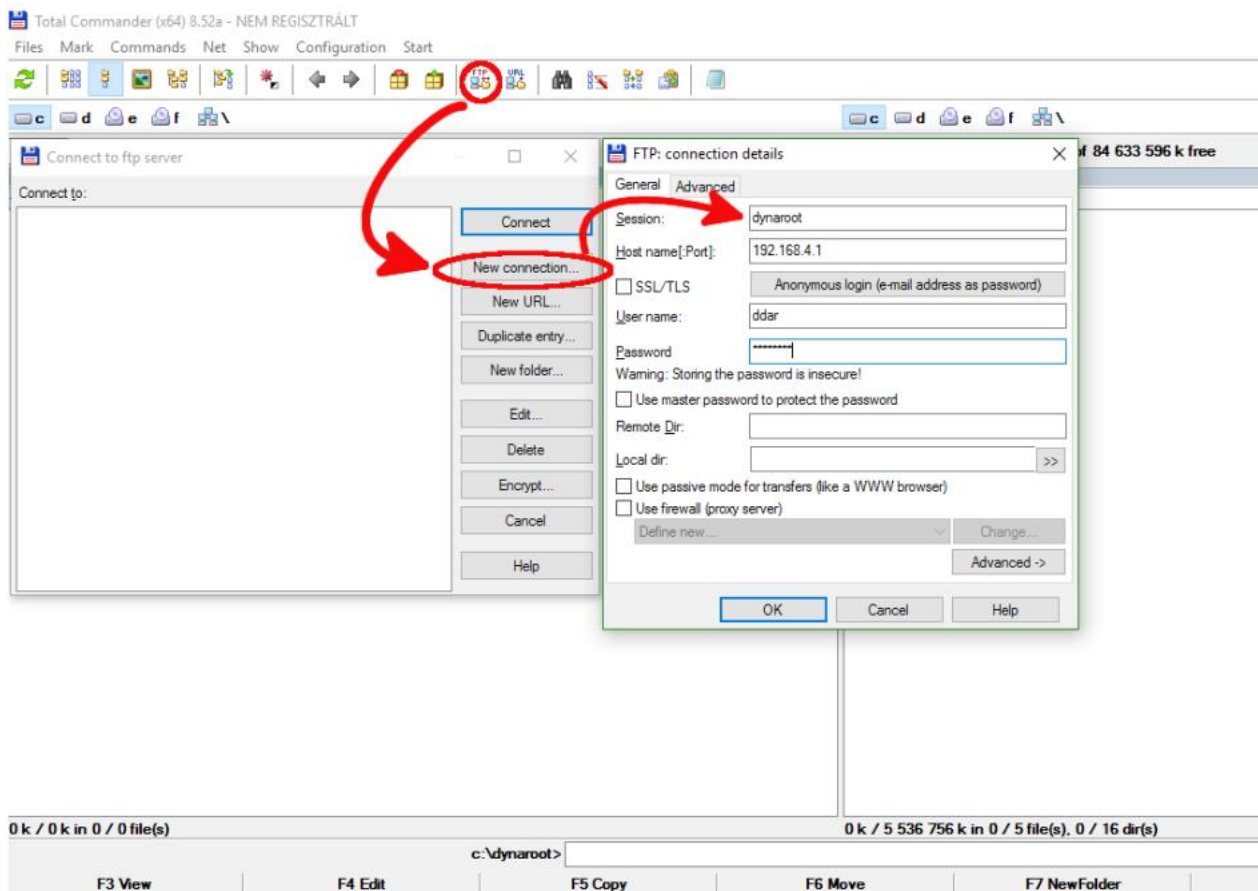 Total Commander (x64) 8.52a - NEM REGISZTRÁLT
Files Mark Commands Net Show Configuration Start
FTP URL
c d e f \
c d e f \
Connect to ftp server
Connect to:
Connect
New connection...
New URL...
Duplicate entry...
New folder...
Edit...
Delete
Encrypt...
Cancel
Help
FTP: connection details
of 84 633 596 k free
General Advanced
Session: dynaroot
Host name[:Port]: 192.168.4.1
SSL/TLS Anonymous login (e-mail address as password)
User name: ddar
Password ********
Warning: Storing the password is insecure!
Use master password to protect the password
Remote Dir:
Local dir: >>
Use passive mode for transfers (like a WWW browser)
Use firewall (proxy server)
Define new... Change...
Advanced ->
OK Cancel Help
0 k / 0 k in 0 / 0 file(s)
0 k / 5 536 756 k in 0 / 5 file(s), 0 / 16 dir(s)
c:\dynaroot>
F3 View F4 Edit F5 Copy F6 Move F7 NewFolder